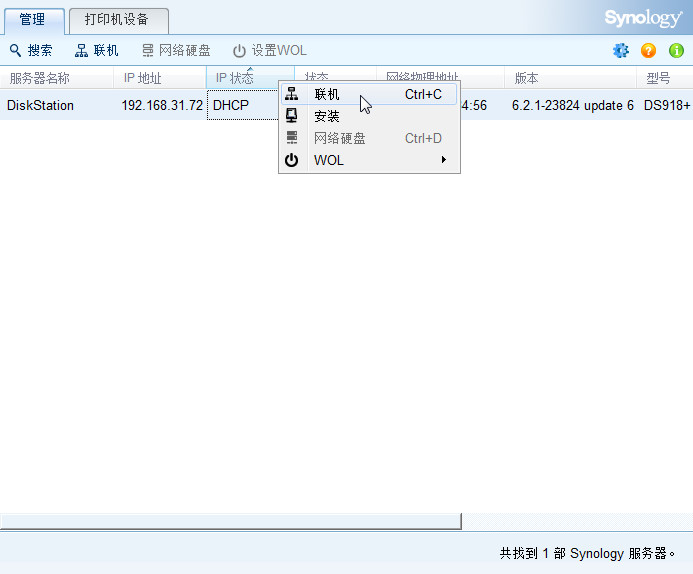 管理 打印机设备 Synology
搜索 联机 网络硬盘 设置WOL
服务器名称 IP 地址 IP 状态 状态 网络物理地址 版本 型号
DiskStation 192.168.31.72 DHCP 4:56 6.2.1-23824 update 6 DS918+
联机 Ctrl+C
安装
网络硬盘 Ctrl+D
WOL
共找到 1 部 Synology 服务器。